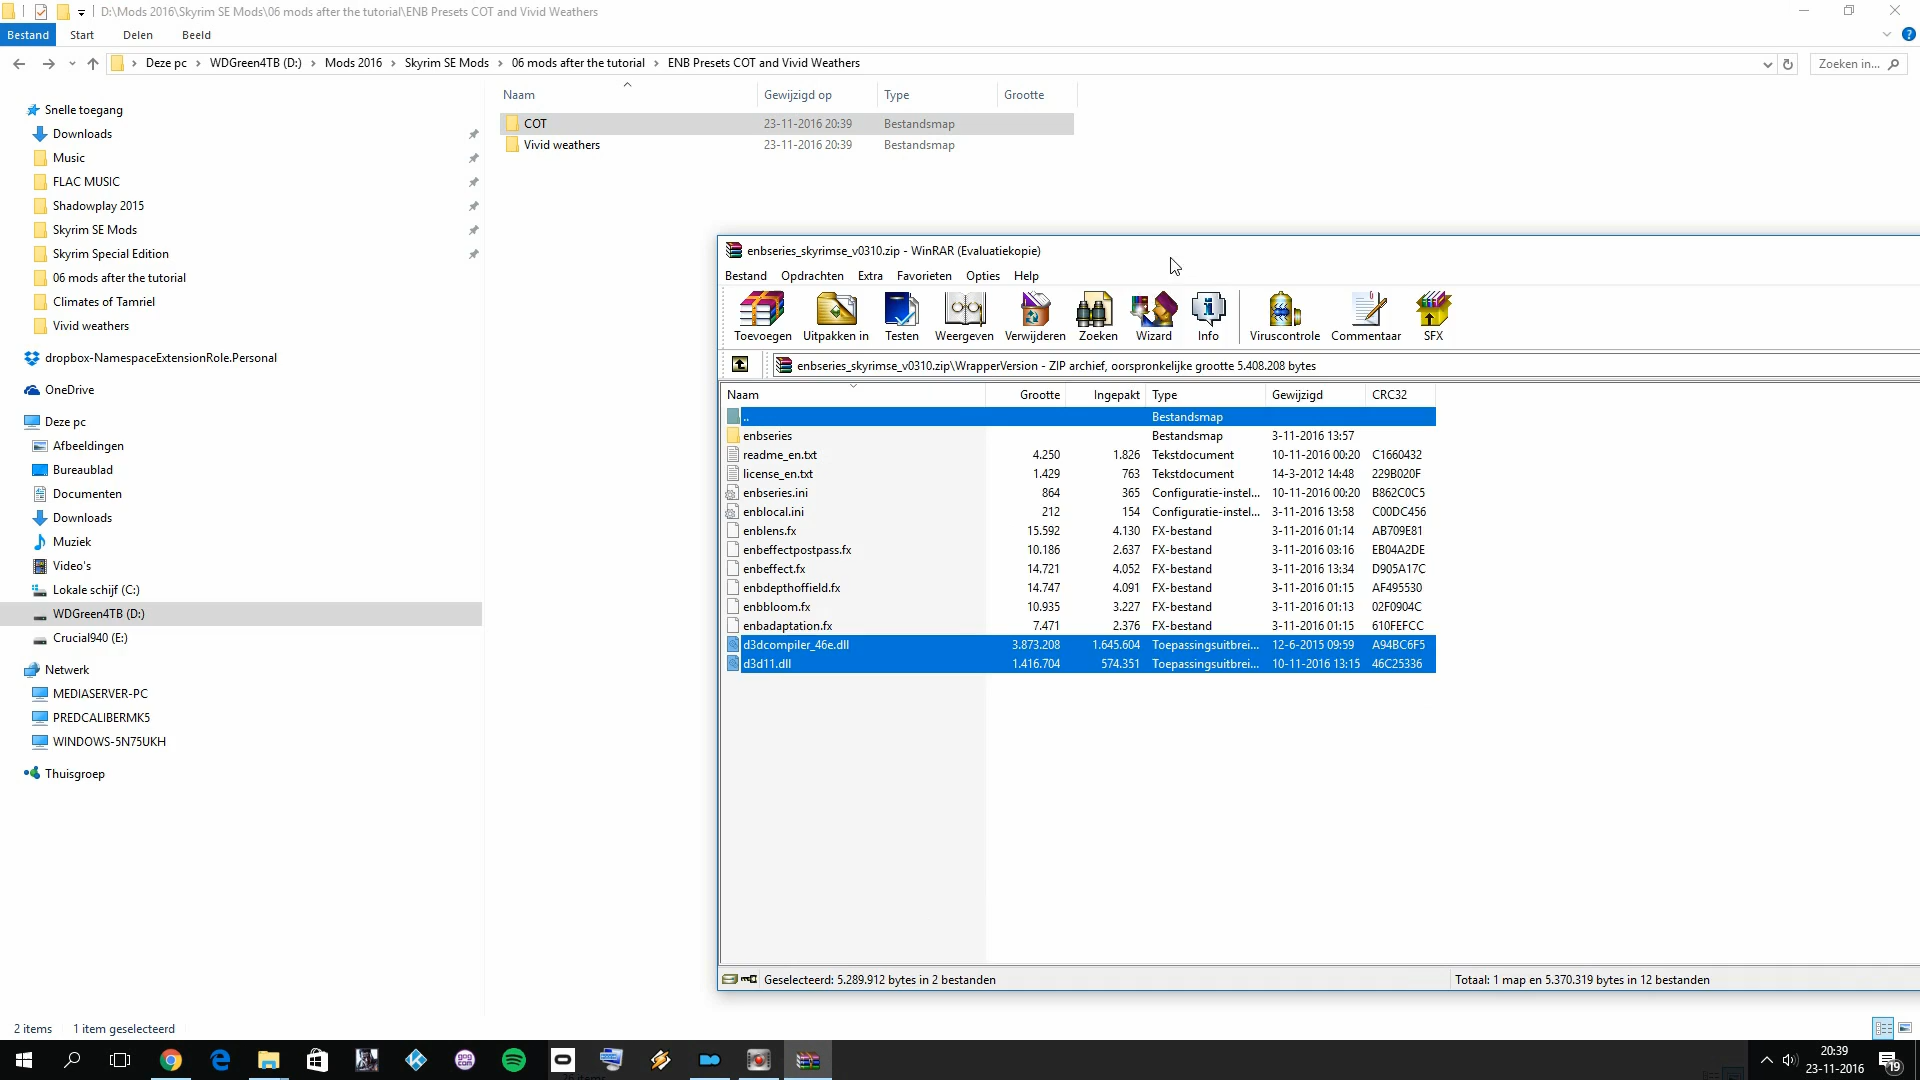 D:\Mods 2016\Skyrim SE Mods\06 mods after the tutorial\ENB Presets COT and Vivid Weathers
Bestand Start Delen Beeld
Deze pc WDGreen4TB (D:) Mods 2016 Skyrim SE Mods 06 mods after the tutorial ENB Presets COT and Vivid Weathers Zoeken in...
Naam Gewijzigd op Type Grootte
COT 23-11-2016 20:39 Bestandsmap
Vivid weathers 23-11-2016 20:39 Bestandsmap
Snelle toegang
Downloads
Music
FLAC MUSIC
Shadowplay 2015
Skyrim SE Mods
Skyrim Special Edition
06 mods after the tutorial
Climates of Tamriel
Vivid weathers
dropbox-NamespaceExtensionRole.Personal
OneDrive
Deze pc
Afbeeldingen
Bureaublad
Documenten
Downloads
Muziek
Video's
Lokale schijf (C:)
WDGreen4TB (D:)
Crucial940 (E:)
Netwerk
MEDIASERVER-PC
PREDCALIBERMK5
WINDOWS-5N75UKH
Thuisgroep
enbseries_skyrimse_v0310.zip - WinRAR (Evaluatiekopie)
Bestand Opdrachten Extra Favorieten Opties Help
Toevoegen Uitpakken in Testen Weergeven Verwijderen Zoeken Wizard Info Viruscontrole Commentaar SFX
enbseries_skyrimse_v0310.zip\WrapperVersion - ZIP archief, oorspronkelijke grootte 5.408.208 bytes
Naam Grootte Ingepakt Type Gewijzigd CRC32
.. Bestandsmap
enbseries Bestandsmap 3-11-2016 13:57
readme_en.txt 4.250 1.826 Tekstdocument 10-11-2016 00:20 C1660432
license_en.txt 1.429 763 Tekstdocument 14-3-2012 14:48 229B020F
enbseries.ini 864 365 Configuratie-instel... 10-11-2016 00:20 B862C0C5
enblocal.ini 212 154 Configuratie-instel... 3-11-2016 13:58 C00DC456
enblens.fx 15.592 4.130 FX-bestand 3-11-2016 01:14 AB709E81
enbeffectpostpass.fx 10.186 2.637 FX-bestand 3-11-2016 03:16 EB04A2DE
enbeffect.fx 14.721 4.052 FX-bestand 3-11-2016 13:34 D905A17C
enbdepthoffield.fx 14.747 4.091 FX-bestand 3-11-2016 01:15 AF495530
enbbloom.fx 10.935 3.227 FX-bestand 3-11-2016 01:13 02F0904C
enbadaptation.fx 7.471 2.376 FX-bestand 3-11-2016 01:15 610FEFCC
d3dcompiler_46e.dll 3.873.208 1.645.604 Toepassingsuitbrei... 12-6-2015 09:59 A94BC6F5
d3d11.dll 1.416.704 574.351 Toepassingsuitbrei... 10-11-2016 13:15 46C25336
Geselecteerd: 5.289.912 bytes in 2 bestanden Totaal: 1 map en 5.370.319 bytes in 12 bestanden
2 items 1 item geselecteerd
20:39
23-11-2016
19